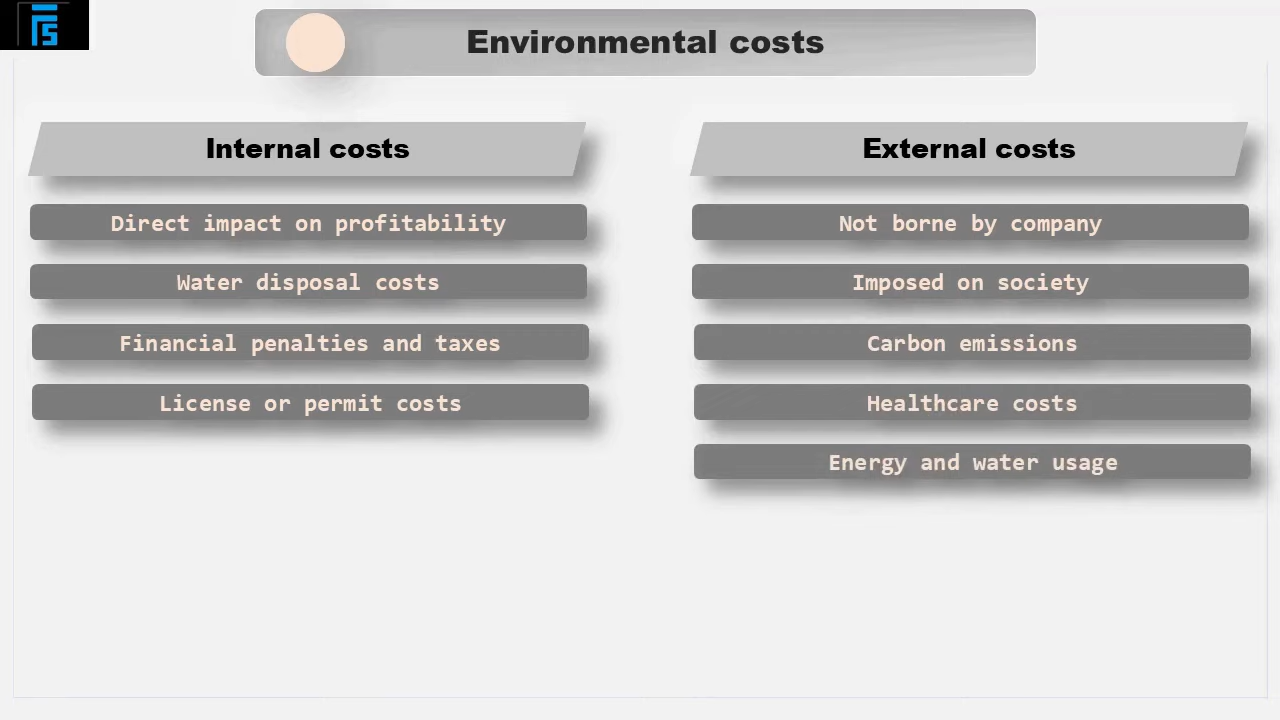 Environmental costs
Internal costs
Direct impact on profitability
Water disposal costs
Financial penalties and taxes
License or permit costs
External costs
Not borne by company
Imposed on society
Carbon emissions
Healthcare costs
Energy and water usage